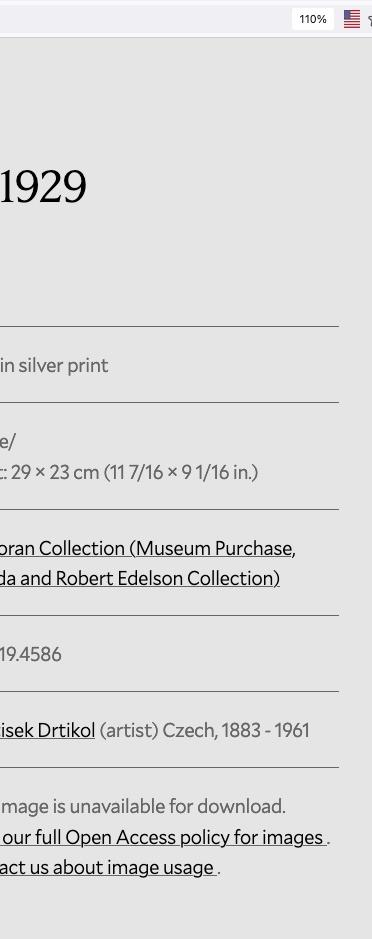 110%
1929
in silver print
e/
t: 29 × 23 cm (11 7/16 × 9 1/16 in.)
oran Collection (Museum Purchase,
da and Robert Edelson Collection)
19.4586
isek Drtikol (artist) Czech, 1883 - 1961
mage is unavailable for download.
our full Open Access policy for images .
act us about image usage .